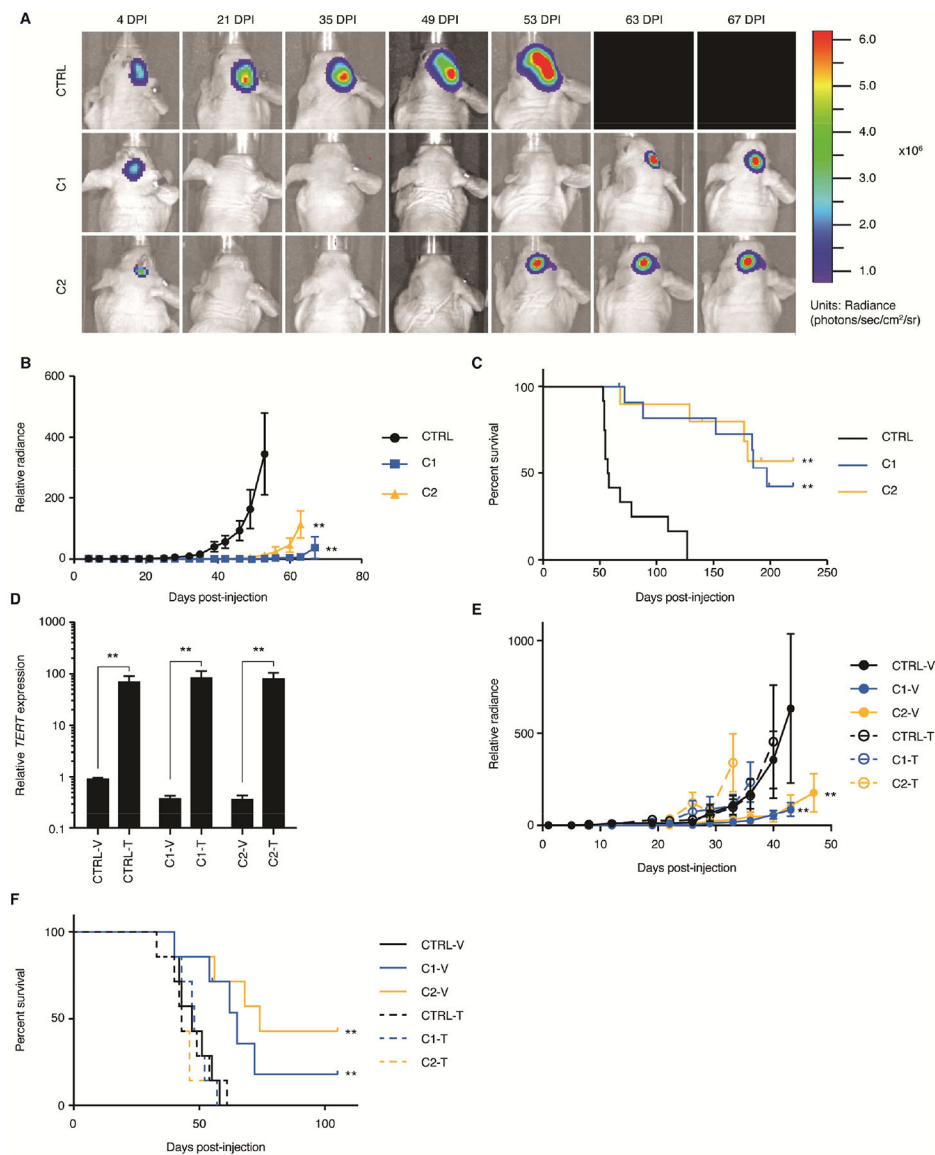 A
4 DPI 21 DPI 35 DPI 49 DPI 53 DPI 63 DPI 67 DPI
CTRL
C1
C2
6.0
5.0
4.0
3.0
2.0
1.0
x10⁶
Units: Radiance
(photons/sec/cm²/sr)
B
Relative radiance
600
400
200
0
0 20 40 60 80
Days post-injection
**
**
CTRL
C1
C2
C
Percent survival
100
50
0
0 50 100 150 200 250
Days post-injection
**
**
CTRL
C1
C2
D
Relative TERT expression
1000
100
10
1
0.1
** ** **
CTRL-V
CTRL-T
C1-V
C1-T
C2-V
C2-T
E
Relative radiance
1000
500
0
0 10 20 30 40 50
Days post-injection
**
**
CTRL-V
C1-V
C2-V
CTRL-T
C1-T
C2-T
F
Percent survival
100
50
0
50 100
Days post-injection
**
**
CTRL-V
C1-V
C2-V
CTRL-T
C1-T
C2-T